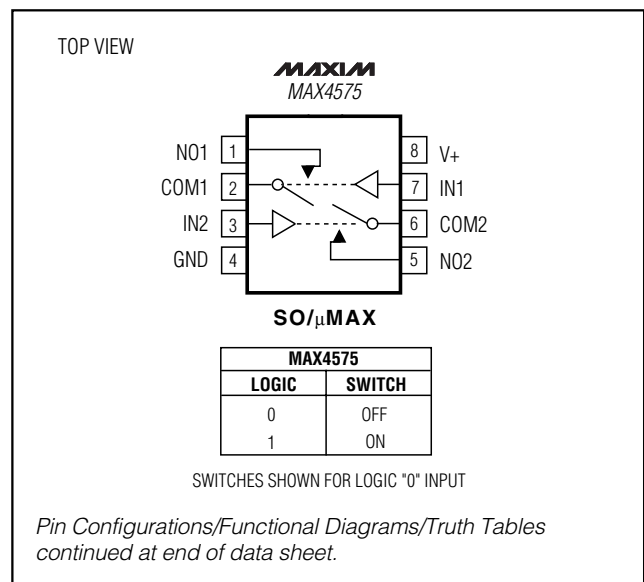 TOP VIEW
MAXIM
MAX4575
NO1 1
COM1 2
IN2 3
GND 4
8 V+
7 IN1
6 COM2
5 NO2
SO/μMAX
MAX4575
LOGIC SWITCH
0 OFF
1 ON
SWITCHES SHOWN FOR LOGIC "0" INPUT
Pin Configurations/Functional Diagrams/Truth Tables
continued at end of data sheet.